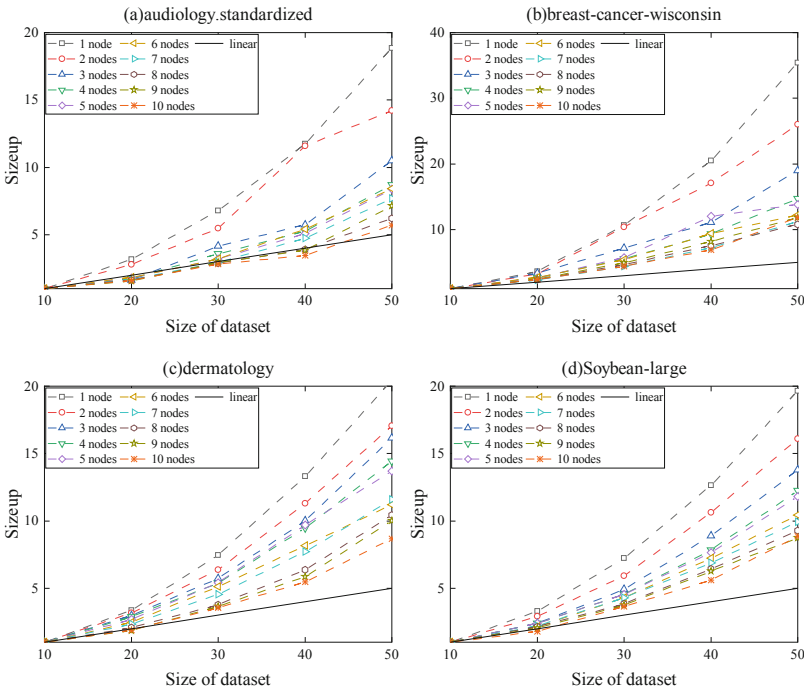 (a)audiology.standardized
20
15
10
5
Sizeup
1 node
2 nodes
3 nodes
4 nodes
5 nodes
6 nodes
7 nodes
8 nodes
9 nodes
10 nodes
linear
10 20 30 40 50
Size of dataset
(b)breast-cancer-wisconsin
40
30
20
10
Sizeup
1 node
2 nodes
3 nodes
4 nodes
5 nodes
6 nodes
7 nodes
8 nodes
9 nodes
10 nodes
linear
10 20 30 40 50
Size of dataset
(c)dermatology
20
15
10
5
Sizeup
1 node
2 nodes
3 nodes
4 nodes
5 nodes
6 nodes
7 nodes
8 nodes
9 nodes
10 nodes
linear
10 20 30 40 50
Size of dataset
(d)Soybean-large
20
15
10
5
Sizeup
1 node
2 nodes
3 nodes
4 nodes
5 nodes
6 nodes
7 nodes
8 nodes
9 nodes
10 nodes
linear
10 20 30 40 50
Size of dataset